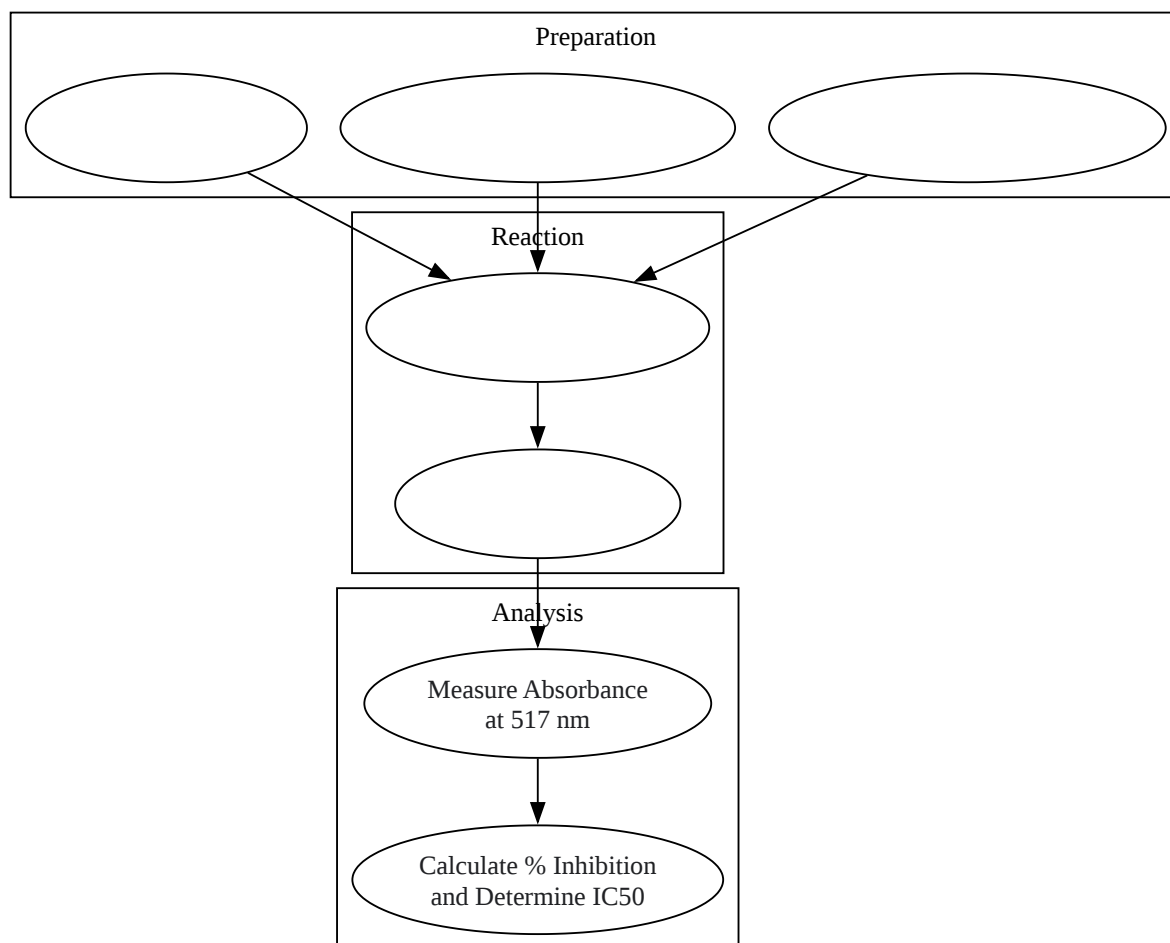 Preparation
Reaction
Analysis
Measure Absorbance
at 517 nm
Calculate % Inhibition
and Determine IC50